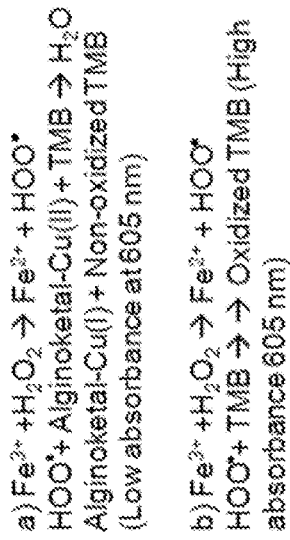 a) Fe³⁺ +H₂O₂ → Fe²⁺ + HOO•
HOO•+ Alginoketal-Cu(II) + TMB → H₂O
Alginoketal-Cu(I) + Non-oxidized TMB
(Low absorbance at 605 nm)
b) Fe³⁺ +H₂O₂ → Fe²⁺ + HOO•
HOO•+ TMB → → Oxidized TMB (High
absorbance 605 nm)